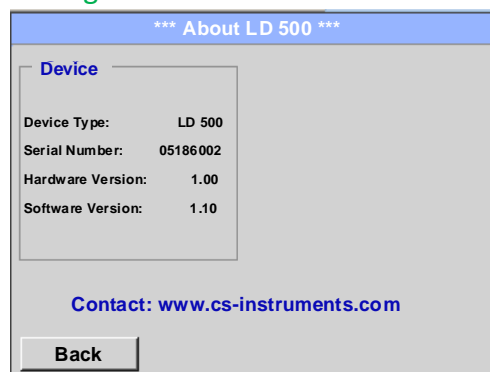 *** About LD 500 ***
Device
Device Type: LD 500
Serial Number: 05186002
Hardware Version: 1.00
Software Version: 1.10
Contact: www.cs-instruments.com
Back